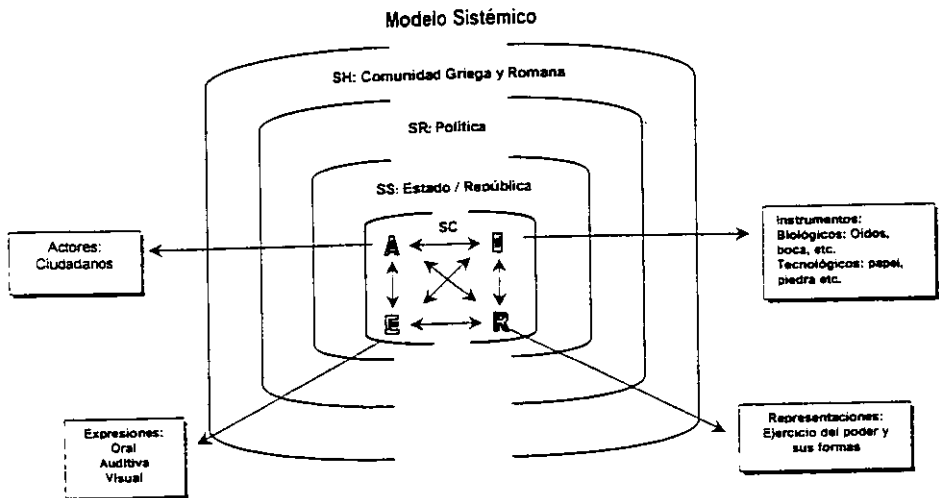 Modelo Sistémico
SH: Comunidad Griega y Romana
SR: Política
SS: Estado / República
SC
A I
E R
Actores:
Ciudadanos
Instrumentos:
Biológicos: Oídos,
boca, etc.
Tecnológicos: papel,
piedra etc.
Expresiones:
Oral
Auditiva
Visual
Representaciones:
Ejercicio del poder y
sus formas